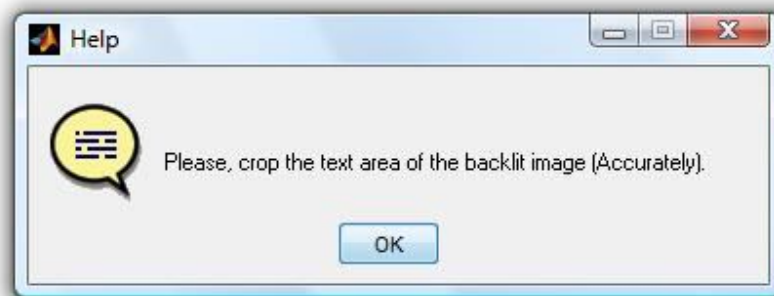 Help
Please, crop the text area of the backlit image (Accurately).
OK